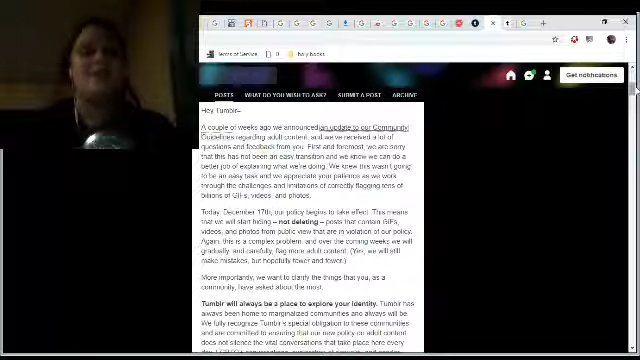 Terms of Service
0
holy books
Get notifications
POSTS WHAT DO YOU WISH TO ASK? SUBMIT A POST ARCHIVE
Hey Tumblr–
A couple of weeks ago we announced an update to our Community
Guidelines regarding adult content, and we've received a lot of
questions and feedback from you. First and foremost, we are sorry
that this has not been an easy transition and we know we can do a
better job of explaining what we're doing. We knew this wasn't going
to be an easy task and we appreciate your patience as we work
through the challenges and limitations of correctly flagging tens of
billions of GIFs, videos, and photos.
Today, December 17th, our policy begins to take effect. This means
that we will start hiding – not deleting – posts that contain GIFs,
videos, and photos from public view that are in violation of our policy.
Again, this is a complex problem, and over the coming weeks we will
gradually, and carefully, flag more adult content. (Yes, we will still
make mistakes, but hopefully fewer and fewer.)
More importantly, we want to clarify the things that you, as a
community, have asked about the most.
Tumblr will always be a place to explore your identity. Tumblr has
always been home to marginalized communities and always will be.
We fully recognize Tumblr's special obligation to these communities
and are committed to ensuring that our new policy on adult content
does not silence the vital conversations that take place here every